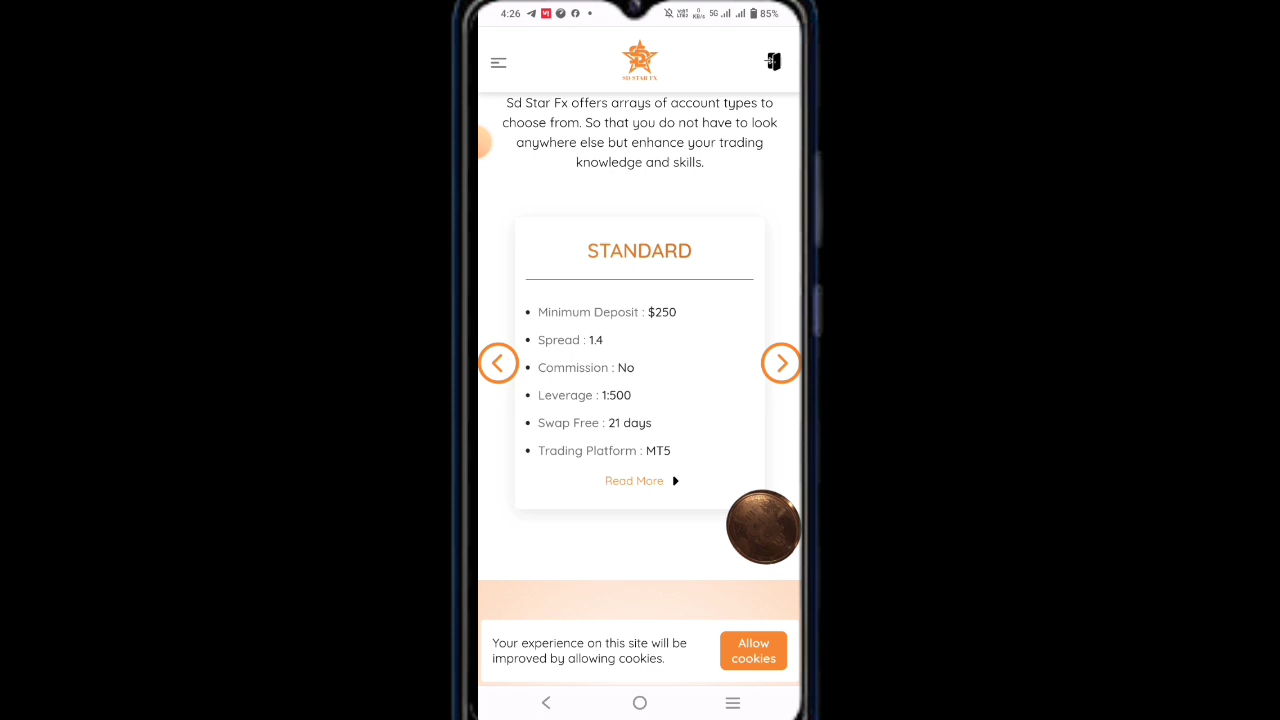 4:26
5G
85%
SD STAR FX
Sd Star Fx offers arrays of account types to
choose from. So that you do not have to look
anywhere else but enhance your trading
knowledge and skills.
STANDARD
Minimum Deposit : $250
Spread : 1.4
Commission : No
Leverage : 1:500
Swap Free : 21 days
Trading Platform : MT5
Read More
Your experience on this site will be
improved by allowing cookies.
Allow
cookies